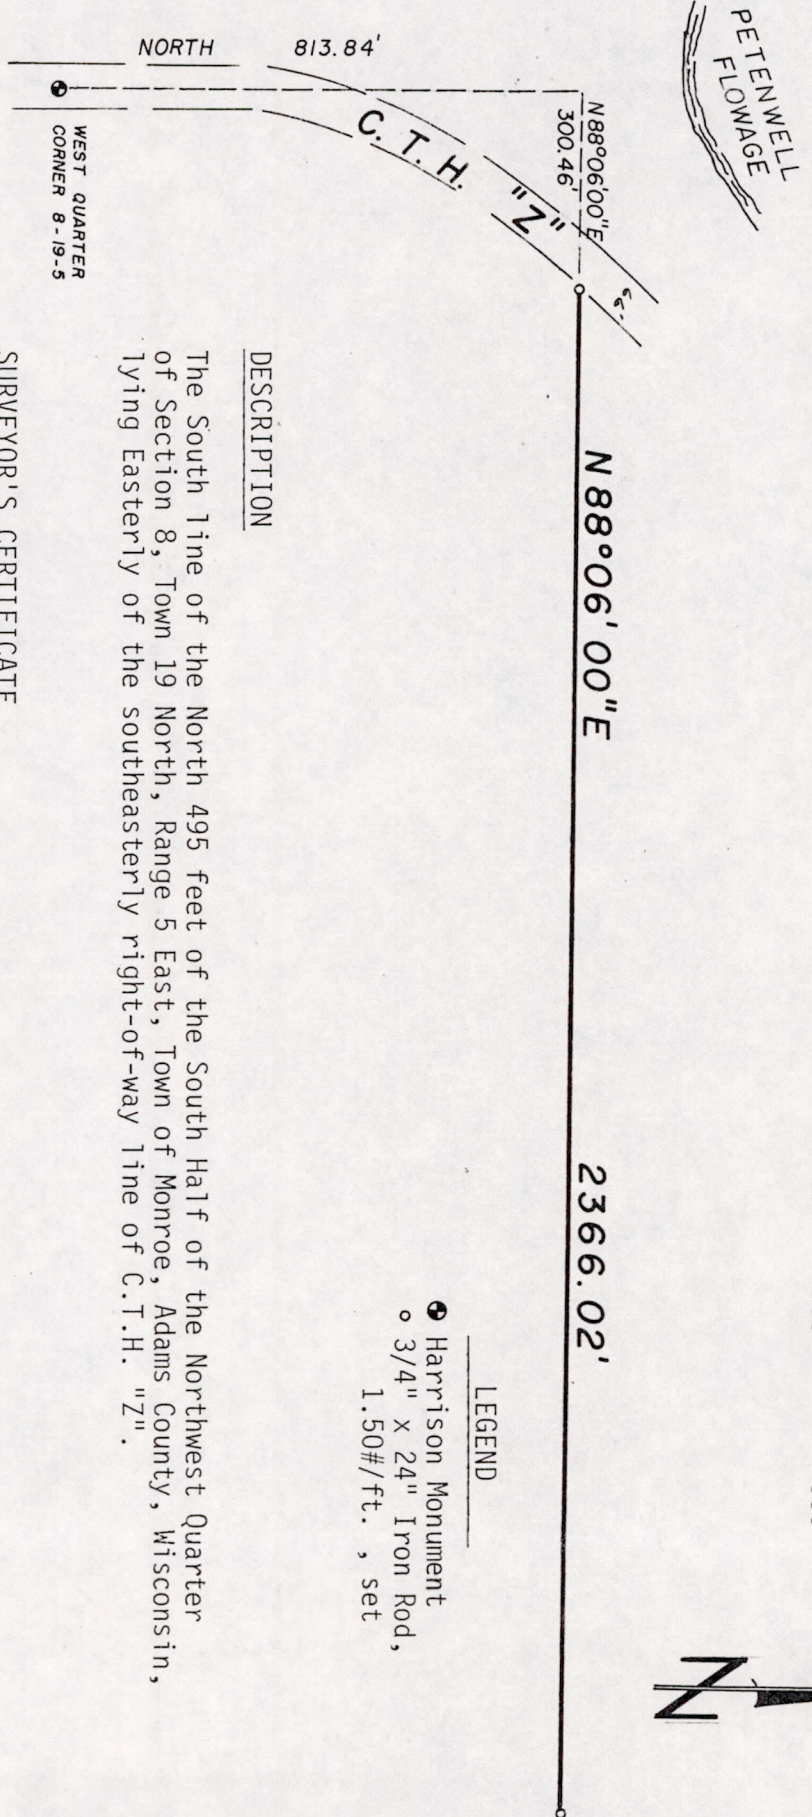 PETENWELL
FLOWAGE
N88°06'00"E
300.46'
N 88°06' 00"E
2366.02'
66'
C. T. H. "Z"
NORTH 813.84'
WEST QUARTER
CORNER 8-19-5
N
LEGEND
Harrison Monument
3/4" x 24" Iron Rod,
1.50#/ft. , set
DESCRIPTION
The South line of the North 495 feet of the South Half of the Northwest Quarter
of Section 8, Town 19 North, Range 5 East, Town of Monroe, Adams County, Wisconsin,
lying Easterly of the southeasterly right-of-way line of C.T.H. "Z".
SURVEYOR'S CERTIFICATE